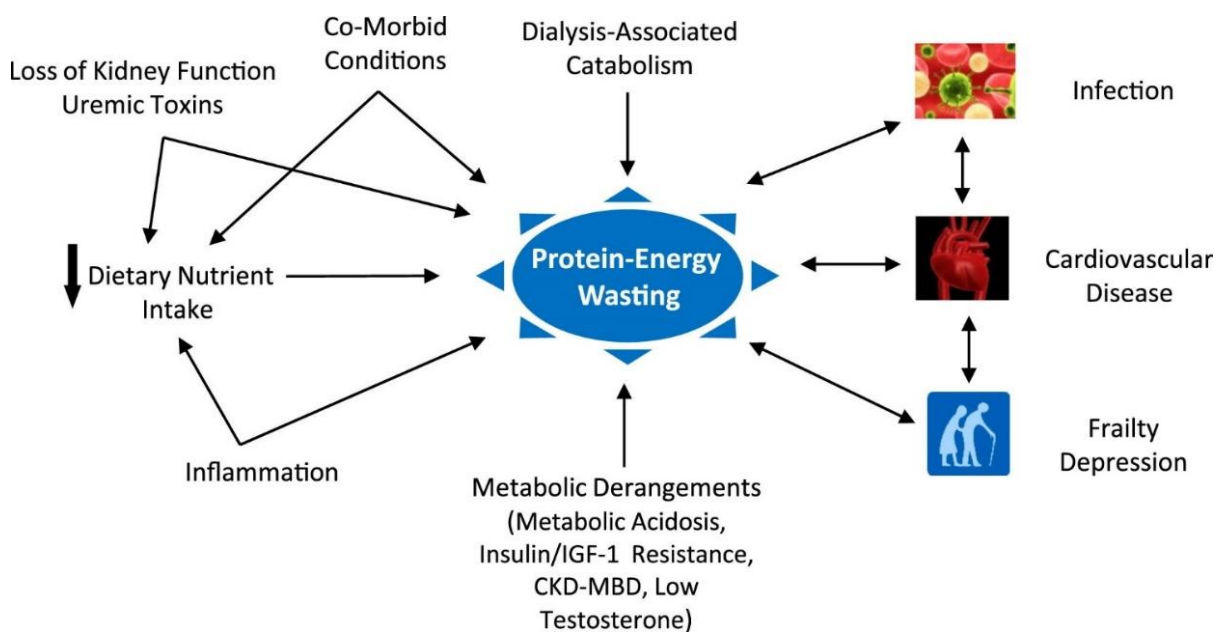 Co-Morbid
Conditions
Dialysis-Associated
Catabolism
Loss of Kidney Function
Uremic Toxins
Infection
Protein-Energy
Wasting
Dietary Nutrient
Intake
Cardiovascular
Disease
Inflammation
Frailty
Depression
Metabolic Derangements
(Metabolic Acidosis,
Insulin/IGF-1 Resistance,
CKD-MBD, Low
Testosterone)